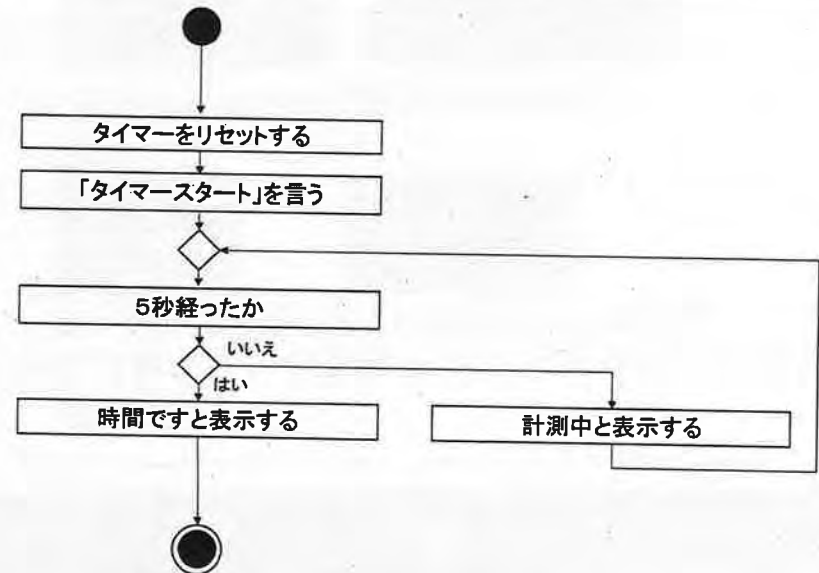 タイマーをリセットする
「タイマースタート」を言う
5秒経ったか
いいえ
はい
時間ですと表示する
計測中と表示する